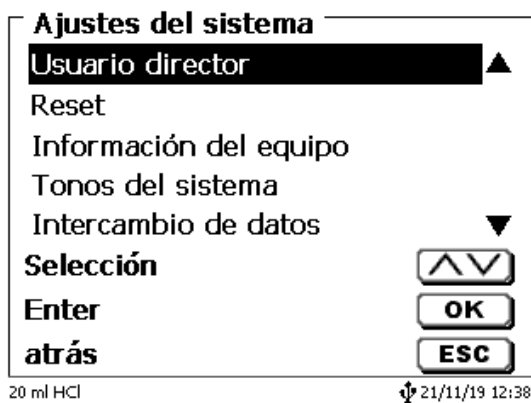 Ajustes del sistema
Usuario director
Reset
Información del equipo
Tonos del sistema
Intercambio de datos
Selección
Enter OK
atrás ESC
20 ml HCl 21/11/19 12:38